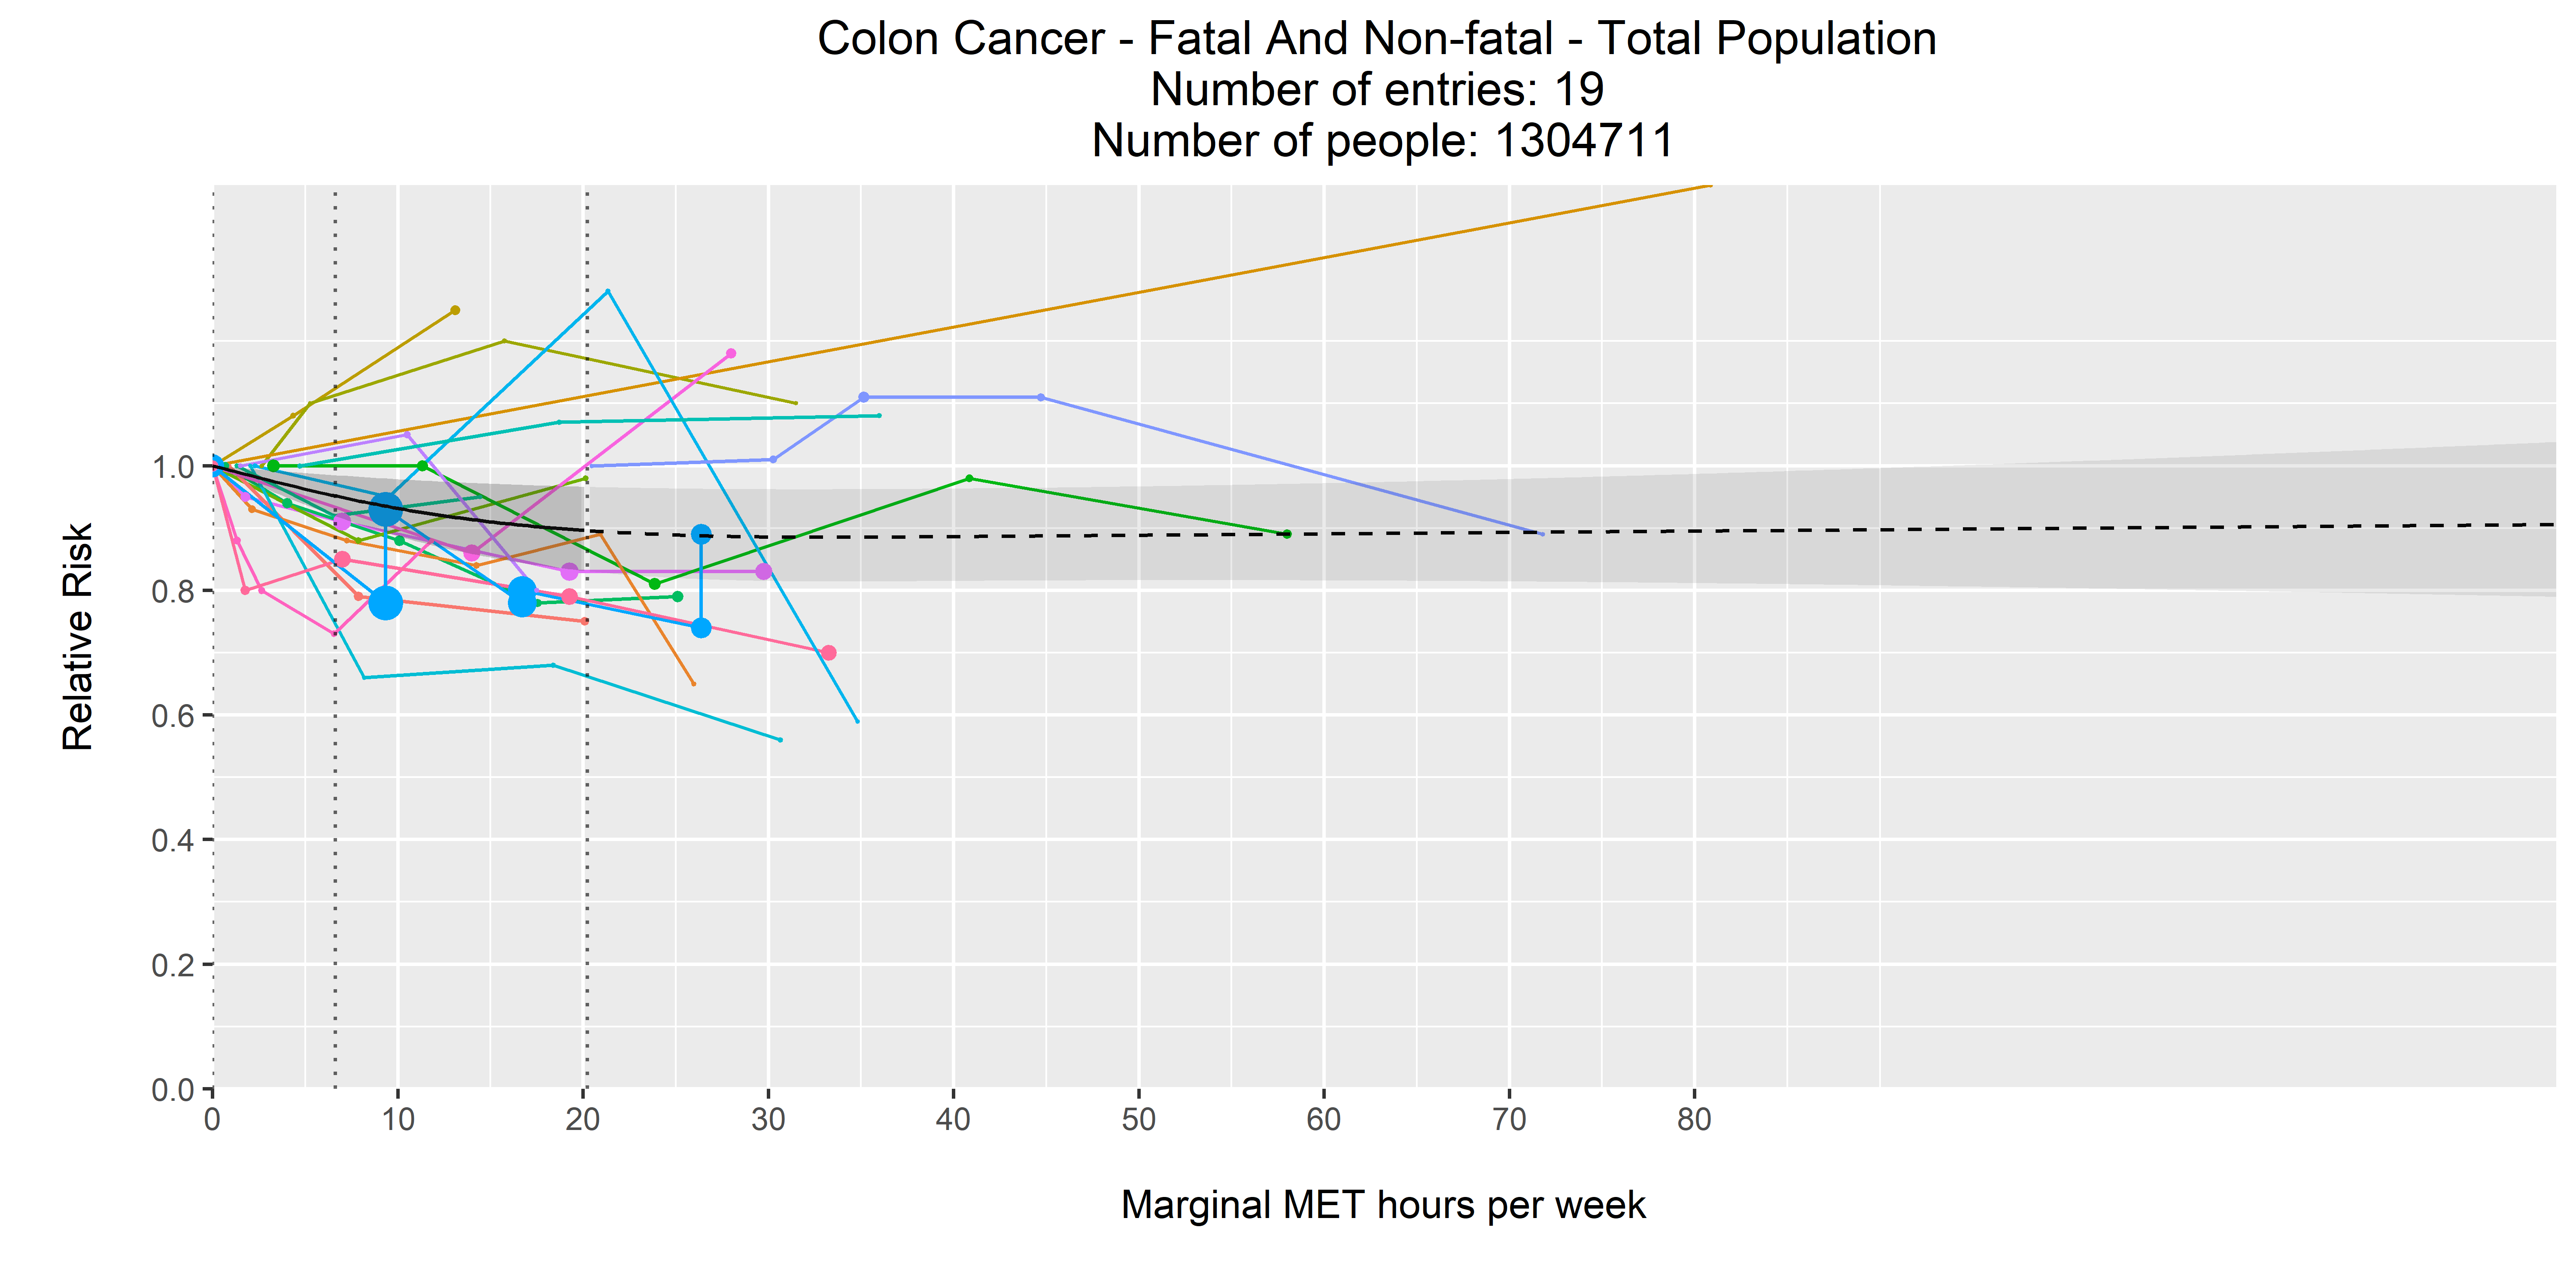 Colon Cancer - Fatal And Non-fatal - Total Population
Number of entries: 19
Number of people: 1304711
Relative Risk
1.0
0.8
0.6
0.4
0.2
0.0
0 10 20 30 40 50 60 70 80
Marginal MET hours per week